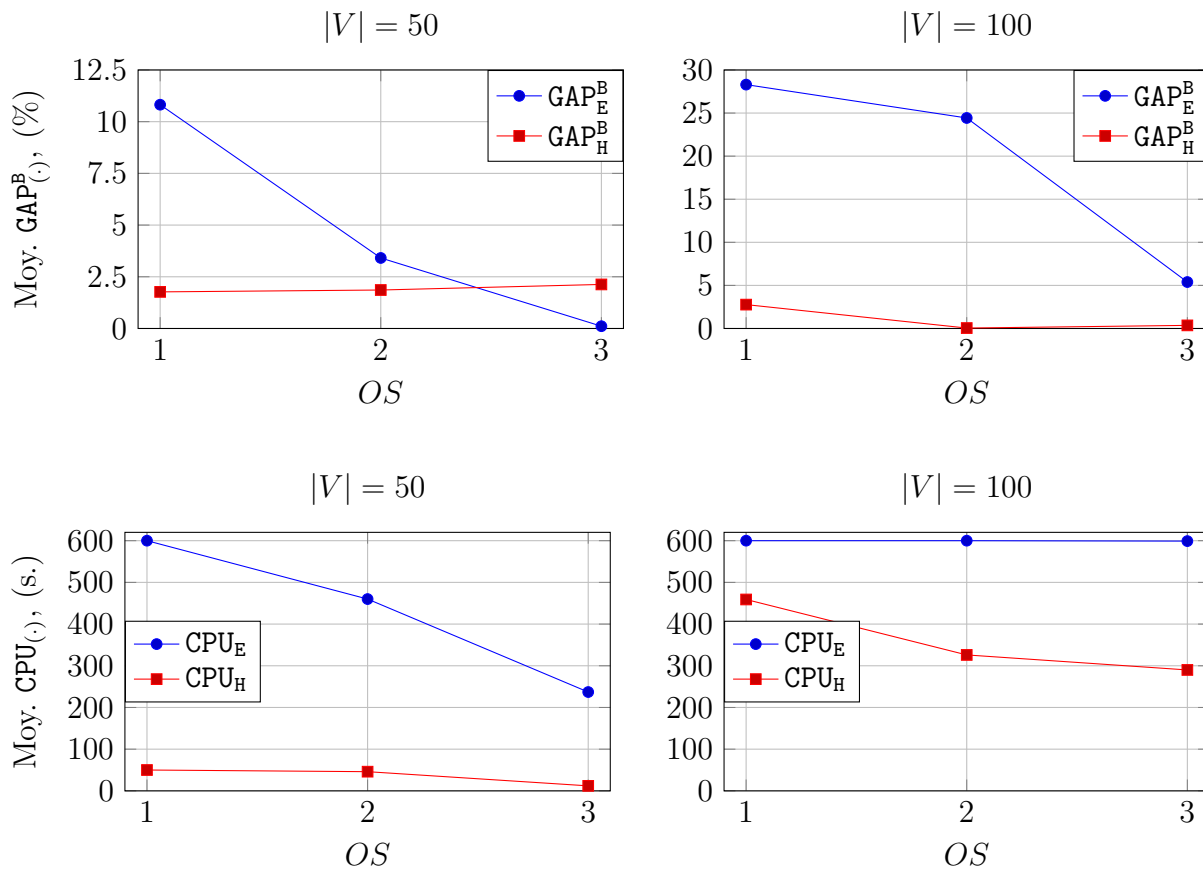 |V| = 50
Moy. GAP^B_(·), (%)
12.5
10
7.5
5
2.5
0
1 2 3
OS
GAP^B_E
GAP^B_H
|V| = 100
30
25
20
15
10
5
0
1 2 3
OS
GAP^B_E
GAP^B_H
|V| = 50
Moy. CPU_(·), (s.)
600
500
400
300
200
100
0
1 2 3
OS
CPU_E
CPU_H
|V| = 100
600
500
400
300
200
100
0
1 2 3
OS
CPU_E
CPU_H